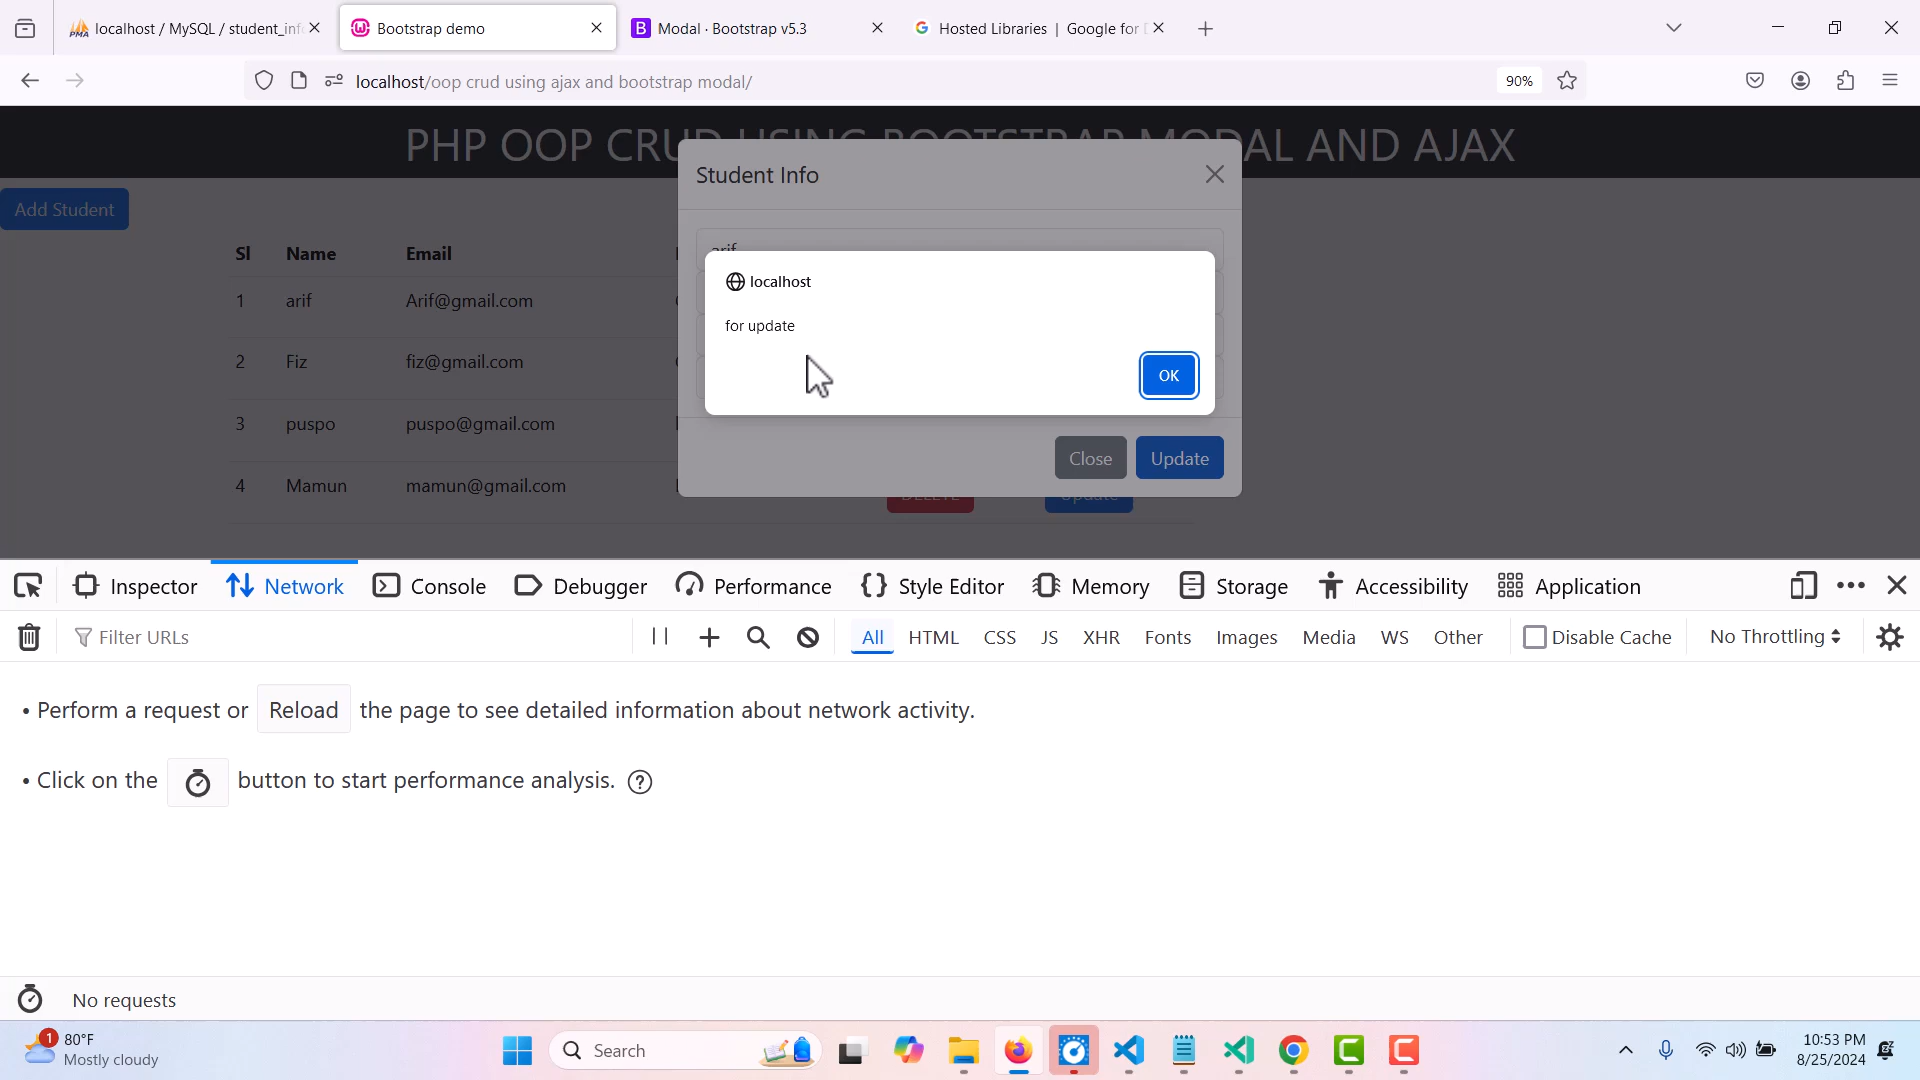 localhost / MySQL / student_inf
Bootstrap demo
Modal · Bootstrap v5.3
Hosted Libraries | Google for D
localhost/oop crud using ajax and bootstrap modal/
90%
PHP OOP CRUD USING BOOTSTRAP MODAL AND AJAX
Student Info
Add Student
Sl Name Email
arif
localhost
for update
OK
1 arif Arif@gmail.com
2 Fiz fiz@gmail.com
3 puspo puspo@gmail.com
4 Mamun mamun@gmail.com
Close Update
DELETE Update
Inspector Network Console Debugger Performance Style Editor Memory Storage Accessibility Application
Filter URLs All HTML CSS JS XHR Fonts Images Media WS Other Disable Cache No Throttling
• Perform a request or Reload the page to see detailed information about network activity.
• Click on the button to start performance analysis. ?
No requests
1 80°F
Mostly cloudy
Search
10:53 PM
8/25/2024